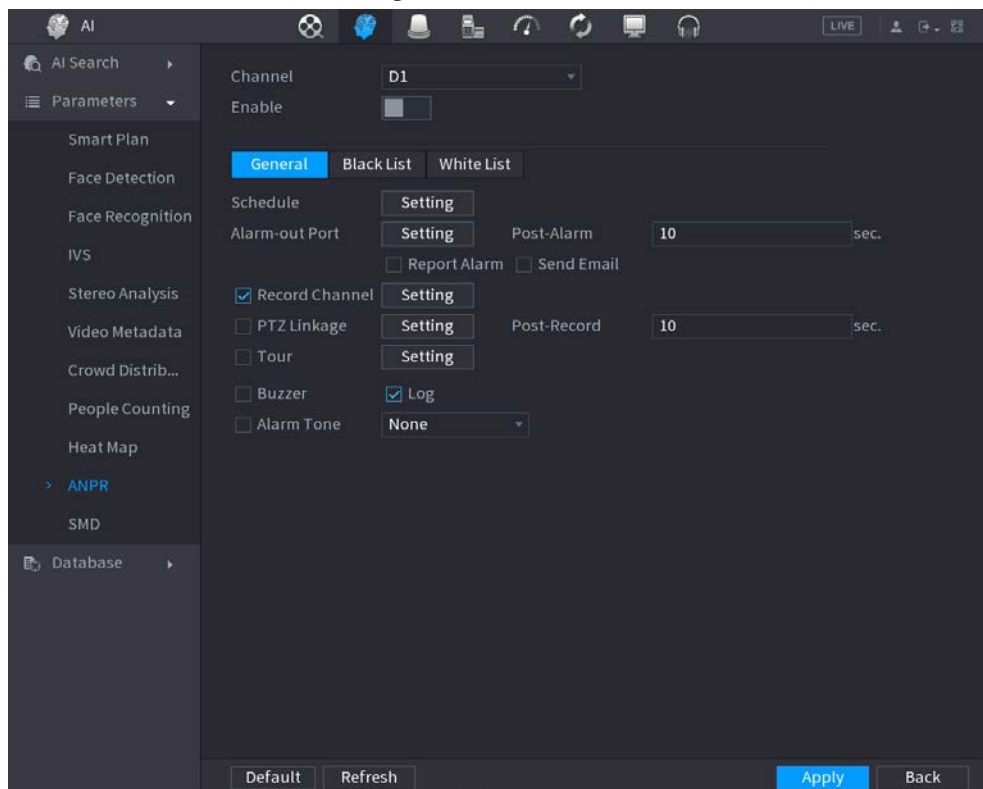 AI
LIVE
AI Search
Parameters
Smart Plan
Face Detection
Face Recognition
IVS
Stereo Analysis
Video Metadata
Crowd Distrib...
People Counting
Heat Map
> ANPR
SMD
Database
Channel D1
Enable
General Black List White List
Schedule Setting
Alarm-out Port Setting Post-Alarm 10 sec.
Report Alarm Send Email
Record Channel Setting
PTZ Linkage Setting Post-Record 10 sec.
Tour Setting
Buzzer Log
Alarm Tone None
Default Refresh Apply Back